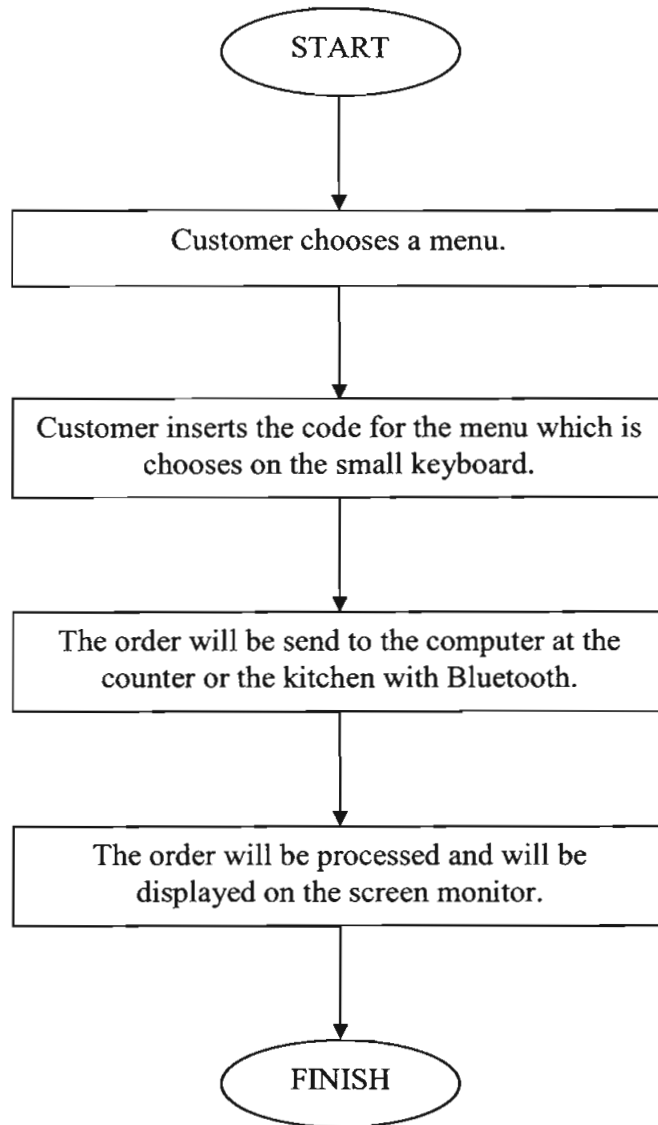 START
Customer chooses a menu.
Customer inserts the code for the menu which is
chooses on the small keyboard.
The order will be send to the computer at the
counter or the kitchen with Bluetooth.
The order will be processed and will be
displayed on the screen monitor.
FINISH